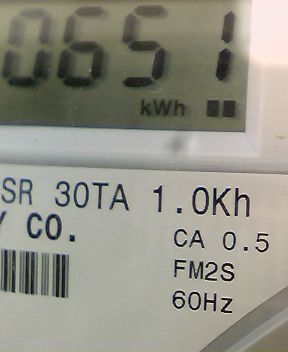 0651
kWh
SR 30TA 1.0Kh
Y CO.
CA 0.5
FM2S
60Hz